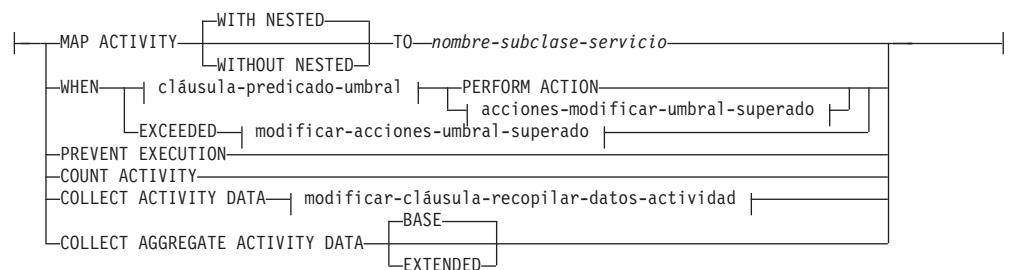 WITH NESTED
MAP ACTIVITY TO nombre-subclase-servicio
WITHOUT NESTED
WHEN cláusula-predicado-umbral PERFORM ACTION
acciones-modificar-umbral-superado
EXCEEDED modificar-acciones-umbral-superado
PREVENT EXECUTION
COUNT ACTIVITY
COLLECT ACTIVITY DATA modificar-cláusula-recopilar-datos-actividad
BASE
COLLECT AGGREGATE ACTIVITY DATA
EXTENDED